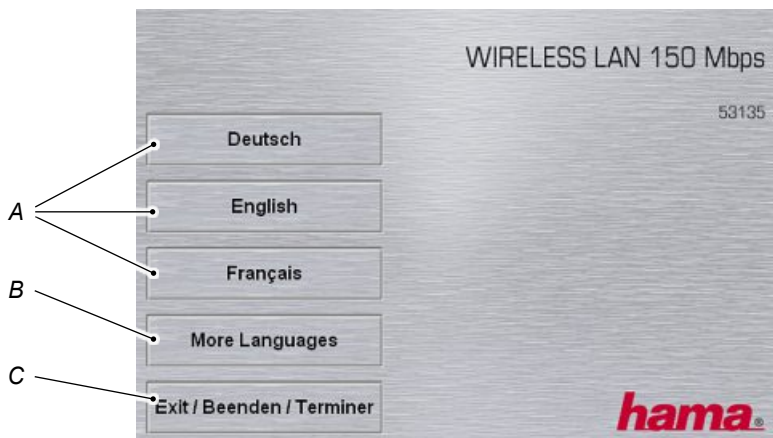 WIRELESS LAN 150 Mbps
53135
Deutsch
A
English
Français
B
More Languages
C
Exit / Beenden / Terminer
hama®